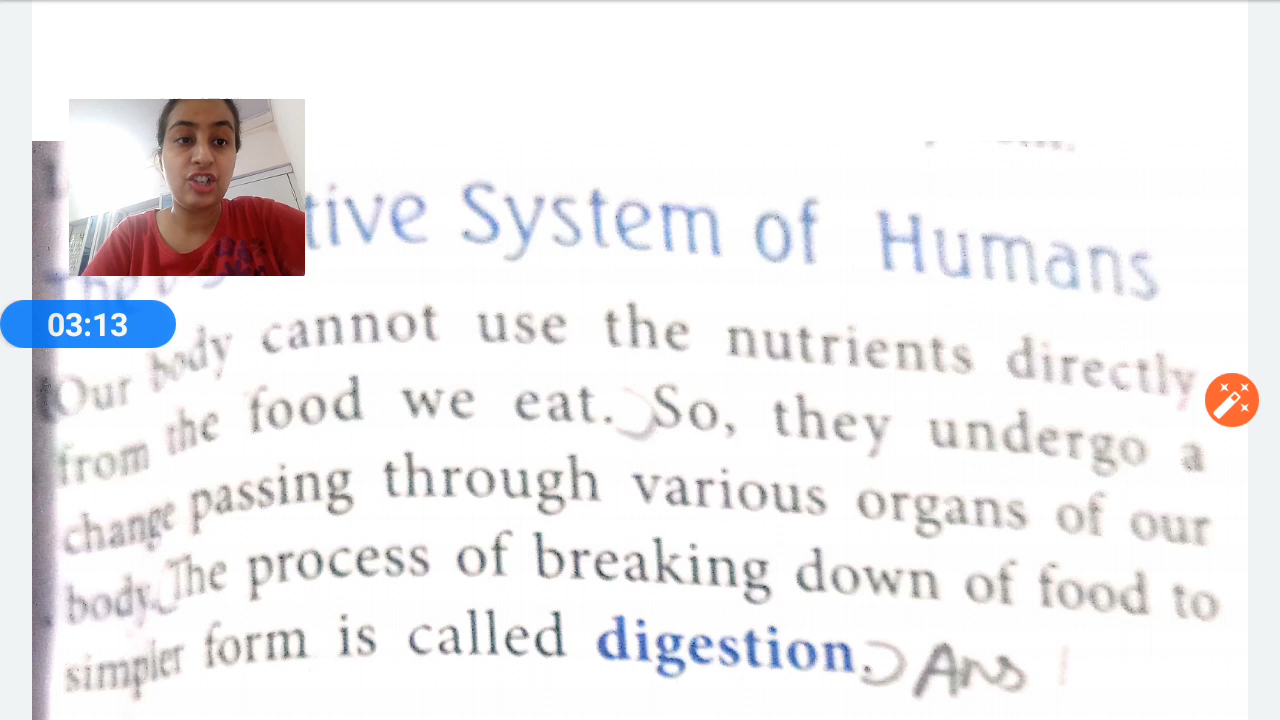 The tive System of Humans
03:13
Our body cannot use the nutrients directly
from the food we eat. So, they undergo a
change passing through various organs of our
body. The process of breaking down of food to
simpler form is called digestion. Ans